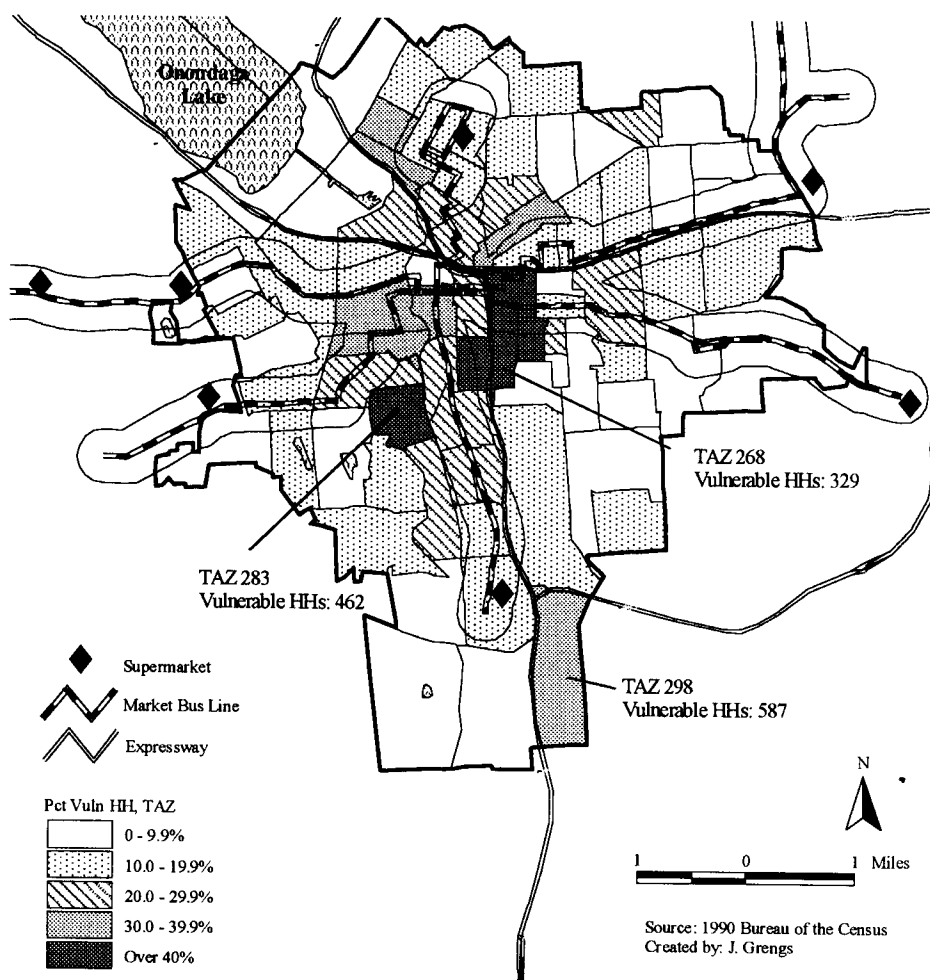 Onondaga
Lake
TAZ 268
Vulnerable HHs: 329
TAZ 283
Vulnerable HHs: 462
TAZ 298
Vulnerable HHs: 587
Supermarket
Market Bus Line
Expressway
Pct Vuln HH, TAZ
0 - 9.9%
10.0 - 19.9%
20.0 - 29.9%
30.0 - 39.9%
Over 40%
N
1 0 1 Miles
Source: 1990 Bureau of the Census
Created by: J. Grengs